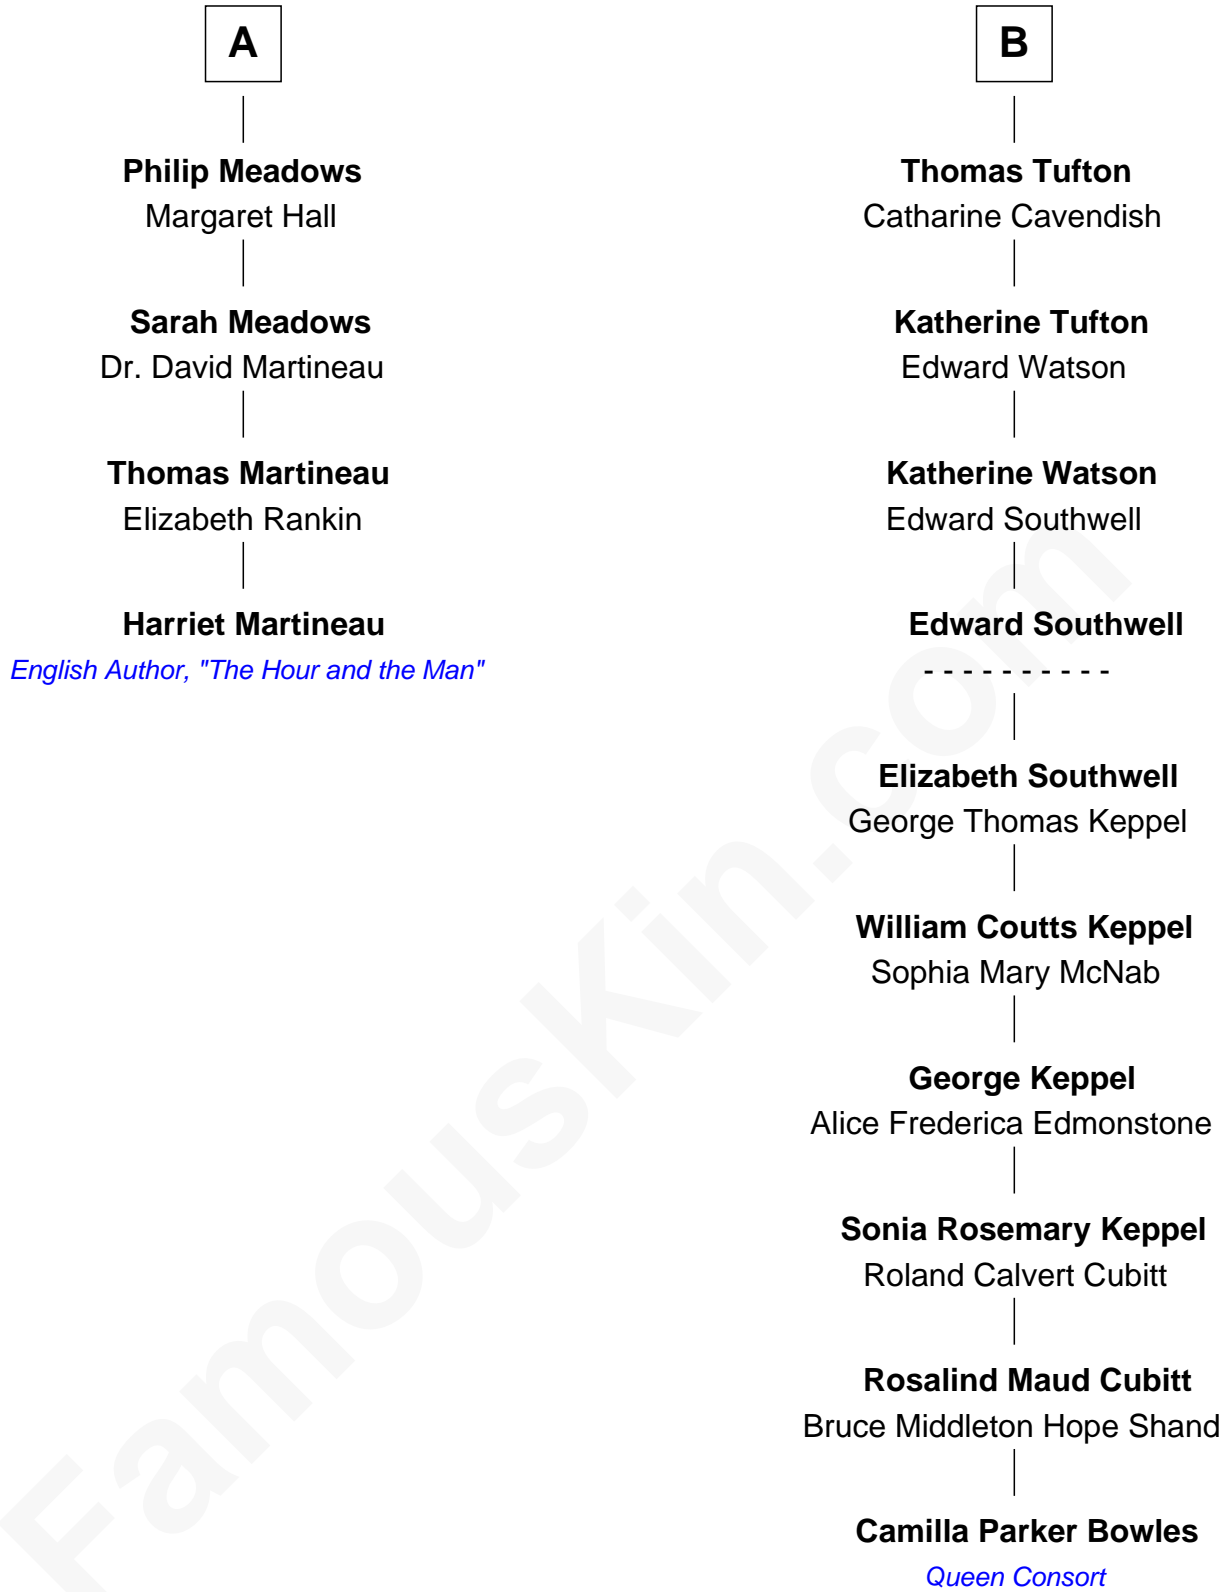 A
Philip Meadows
Margaret Hall
Sarah Meadows
Dr. David Martineau
Thomas Martineau
Elizabeth Rankin
Harriet Martineau
English Author, "The Hour and the Man"
B
Thomas Tufton
Catharine Cavendish
Katherine Tufton
Edward Watson
Katherine Watson
Edward Southwell
Edward Southwell
- - - - - - - - - -
Elizabeth Southwell
George Thomas Keppel
William Coutts Keppel
Sophia Mary McNab
George Keppel
Alice Frederica Edmonstone
Sonia Rosemary Keppel
Roland Calvert Cubitt
Rosalind Maud Cubitt
Bruce Middleton Hope Shand
Camilla Parker Bowles
Queen Consort
FamousKin.com